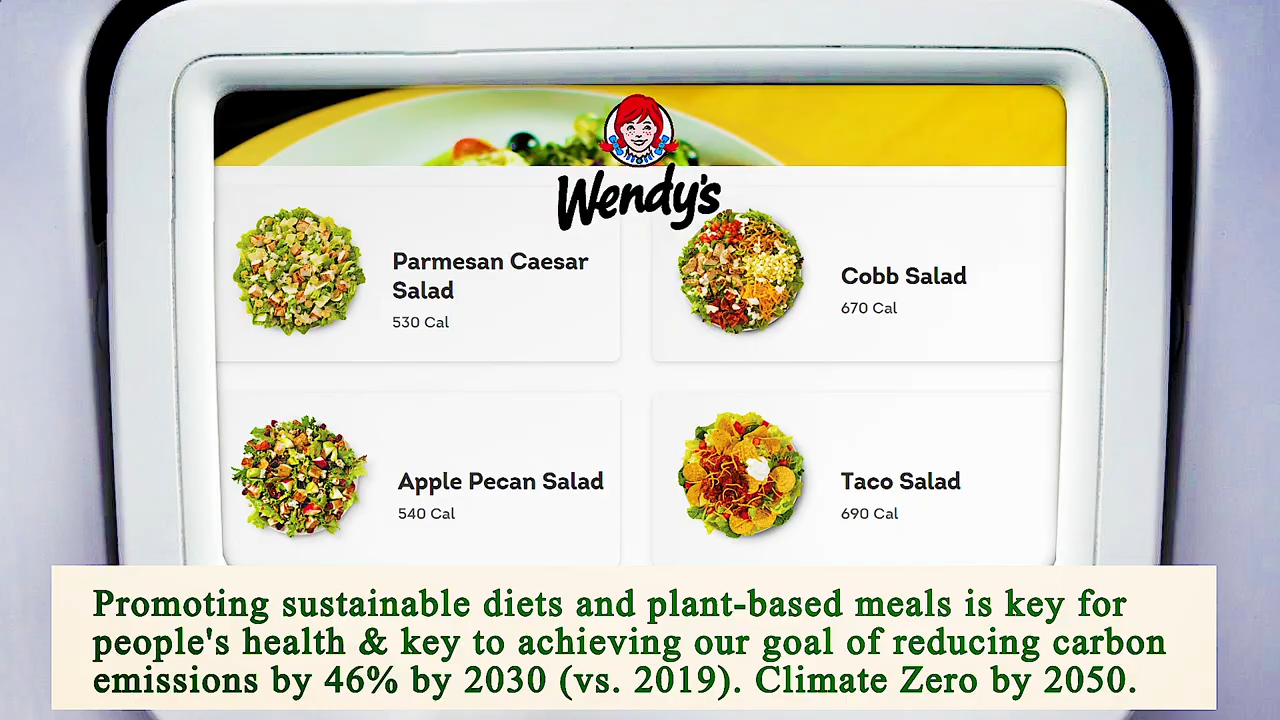 Wendy's
Parmesan Caesar
Salad
530 Cal
Cobb Salad
670 Cal
Apple Pecan Salad
540 Cal
Taco Salad
690 Cal
Promoting sustainable diets and plant-based meals is key for
people's health & key to achieving our goal of reducing carbon
emissions by 46% by 2030 (vs. 2019). Climate Zero by 2050.